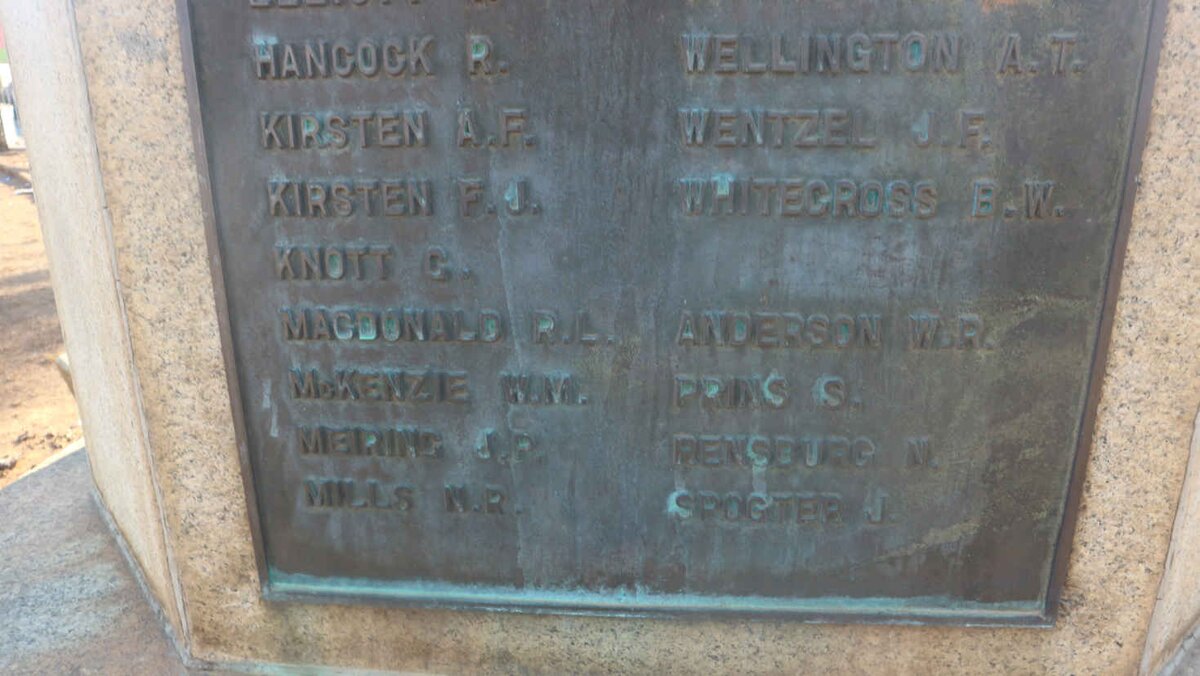 HANCOCK R.
KIRSTEN A.F.
KIRSTEN F.J.
KNOTT C.
MACDONALD R.L.
McKENZIE W.M.
MEIRING J.P.
MILLS N.R.
WELLINGTON A.T.
WENTZEL J.F.
WHITECROSS B.W.
ANDERSON W.R.
PRINS S.
RENSBURG N.
SPOGTER J.